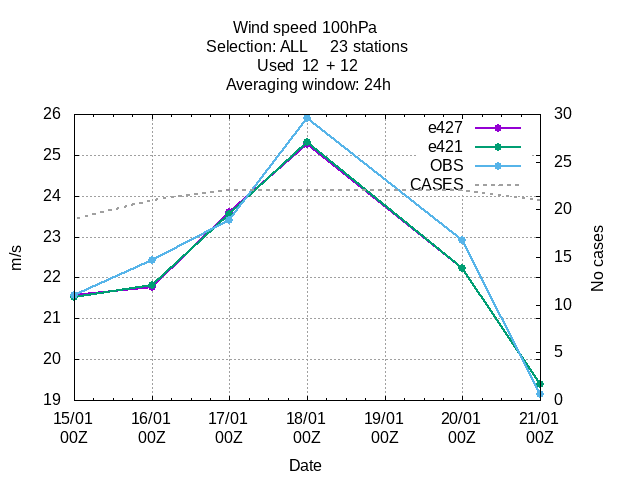 Wind speed 100hPa
Selection: ALL 23 stations
Used 12 + 12
Averaging window: 24h
26 30
e427
e421
OBS
CASES
25 25
24 20
23
22 15
21 10
20 5
19 0
m/s
No cases
15/01 16/01 17/01 18/01 19/01 20/01 21/01
00Z 00Z 00Z 00Z 00Z 00Z 00Z
Date